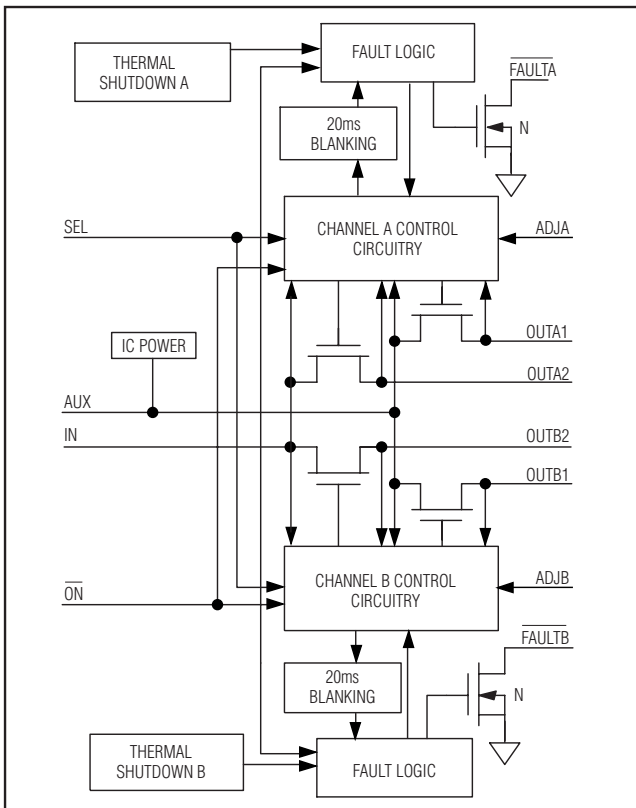 THERMAL
SHUTDOWN A
FAULT LOGIC
FAULTA
20ms
BLANKING
N
SEL
CHANNEL A CONTROL
CIRCUITRY
ADJA
IC POWER
OUTA1
OUTA2
AUX
IN
OUTB2
OUTB1
ON
CHANNEL B CONTROL
CIRCUITRY
ADJB
FAULTB
20ms
BLANKING
N
THERMAL
SHUTDOWN B
FAULT LOGIC